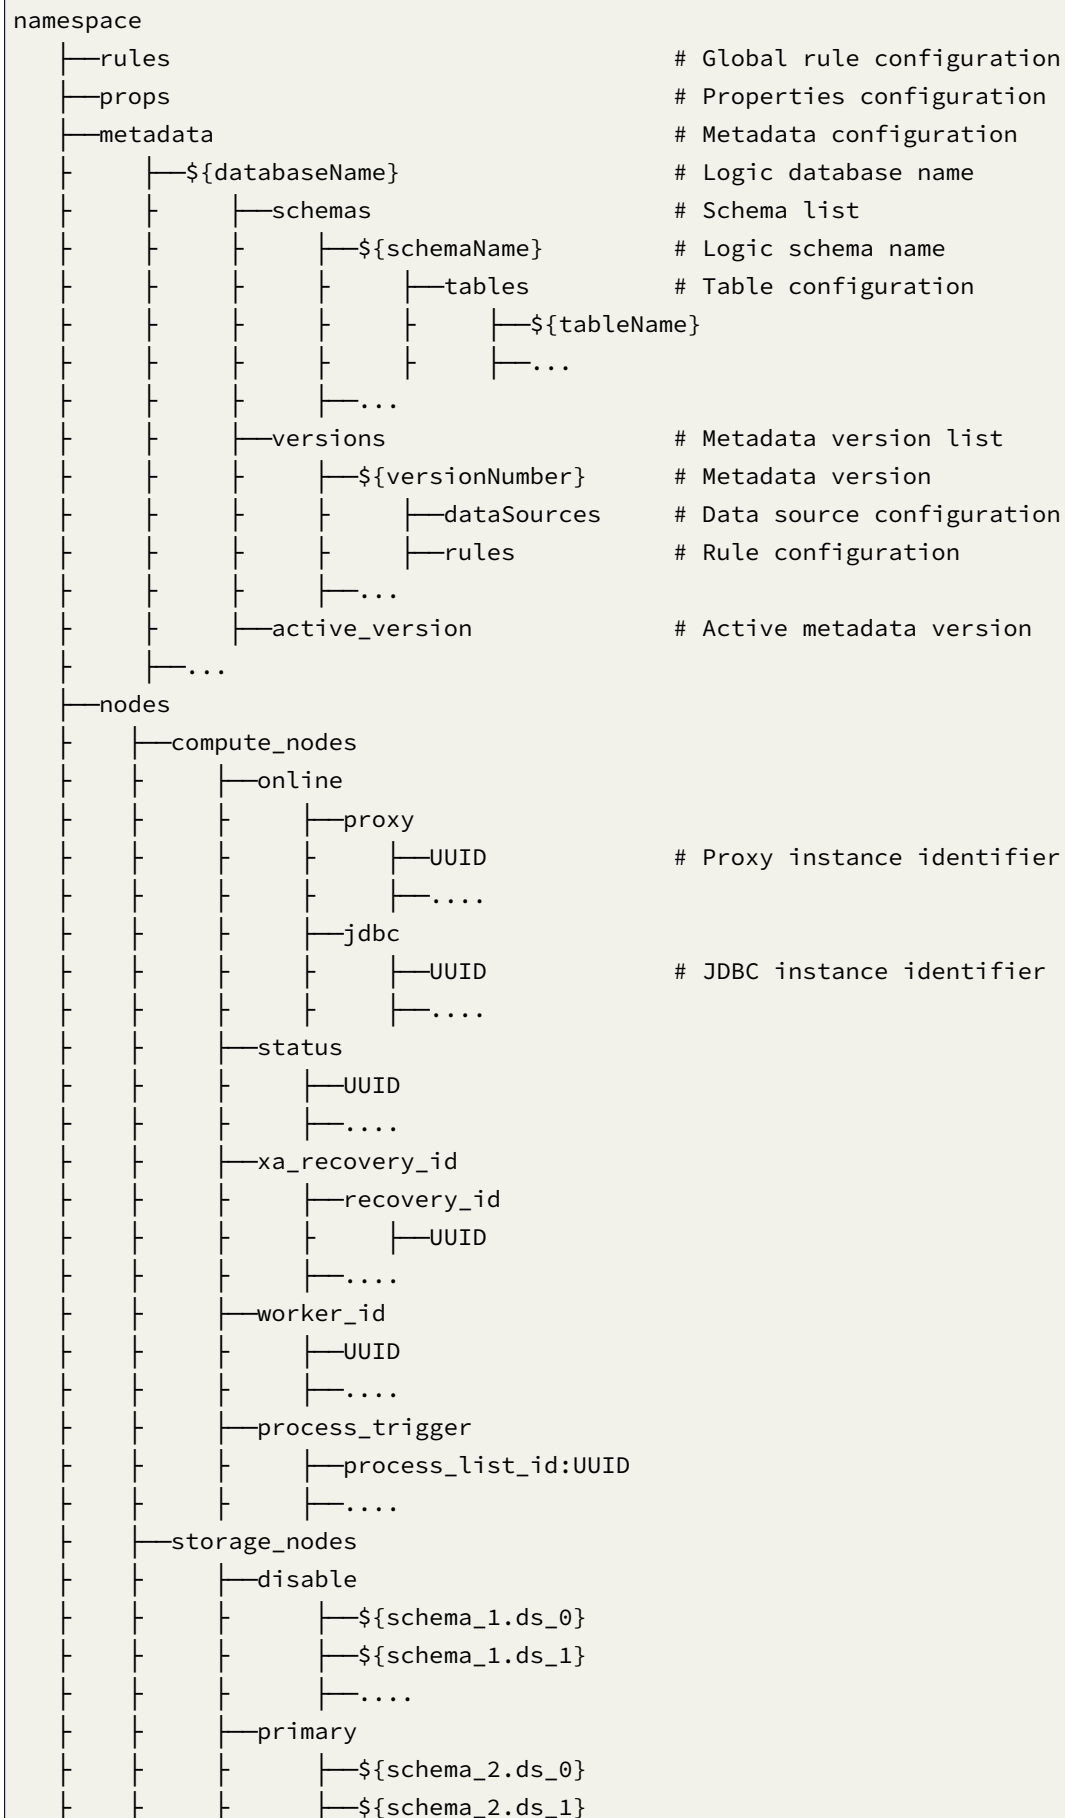 namespace
   ├──rules                                   # Global rule configuration
   ├──props                                   # Properties configuration
   ├──metadata                                # Metadata configuration
   ├     ├──${databaseName}                   # Logic database name
   ├     ├     ├──schemas                     # Schema list
   ├     ├     ├     ├──${schemaName}         # Logic schema name
   ├     ├     ├     ├     ├──tables          # Table configuration
   ├     ├     ├     ├     ├     ├──${tableName}
   ├     ├     ├     ├     ├     ├──...
   ├     ├     ├     ├──...
   ├     ├     ├──versions                    # Metadata version list
   ├     ├     ├     ├──${versionNumber}      # Metadata version
   ├     ├     ├     ├     ├──dataSources     # Data source configuration
   ├     ├     ├     ├     ├──rules           # Rule configuration
   ├     ├     ├     ├──...
   ├     ├     ├──active_version              # Active metadata version
   ├     ├──...
   ├──nodes
   ├    ├──compute_nodes
   ├    ├     ├──online
   ├    ├     ├     ├──proxy
   ├    ├     ├     ├     ├──UUID             # Proxy instance identifier
   ├    ├     ├     ├     ├──....
   ├    ├     ├     ├──jdbc
   ├    ├     ├     ├     ├──UUID             # JDBC instance identifier
   ├    ├     ├     ├     ├──....
   ├    ├     ├──status
   ├    ├     ├     ├──UUID
   ├    ├     ├     ├──....
   ├    ├     ├──xa_recovery_id
   ├    ├     ├     ├──recovery_id
   ├    ├     ├     ├     ├──UUID
   ├    ├     ├     ├──....
   ├    ├     ├──worker_id
   ├    ├     ├     ├──UUID
   ├    ├     ├     ├──....
   ├    ├     ├──process_trigger
   ├    ├     ├     ├──process_list_id:UUID
   ├    ├     ├     ├──....
   ├    ├──storage_nodes
   ├    ├     ├──disable
   ├    ├     ├      ├──${schema_1.ds_0}
   ├    ├     ├      ├──${schema_1.ds_1}
   ├    ├     ├      ├──....
   ├    ├     ├──primary
   ├    ├     ├      ├──${schema_2.ds_0}
   ├    ├     ├      ├──${schema_2.ds_1}